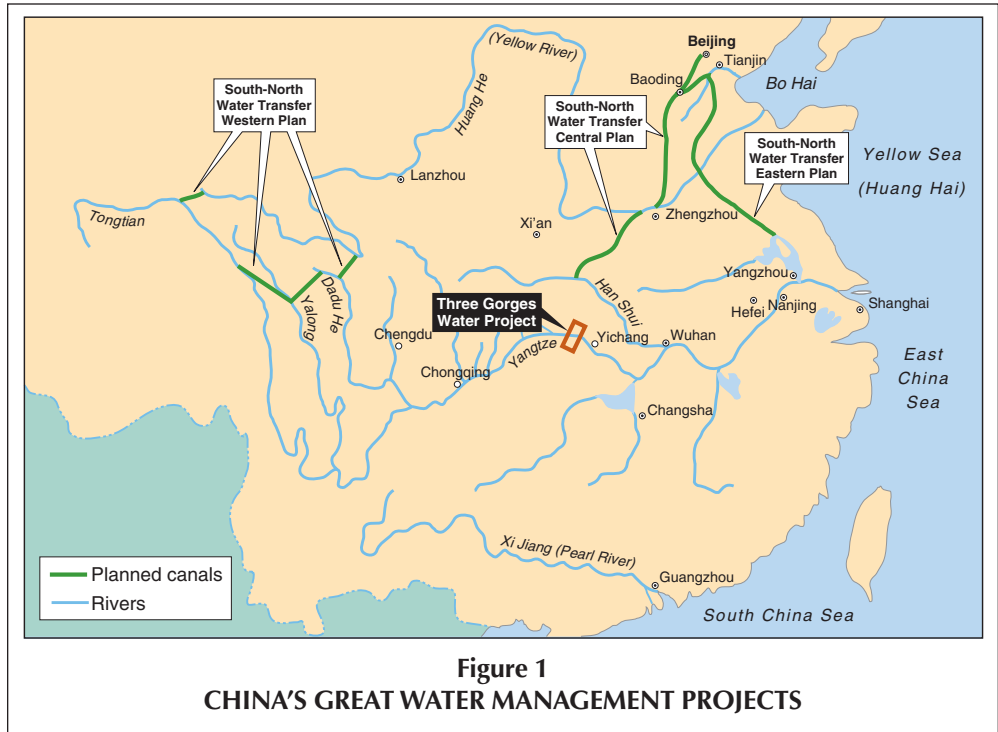 Beijing
Tianjin
(Yellow River)
Baoding
Bo Hai
South-North
Water Transfer
Western Plan
Huang He
South-North
Water Transfer
Central Plan
South-North
Water Transfer
Eastern Plan
Yellow Sea
(Huang Hai)
Lanzhou
Tongtian
Zhengzhou
Xi'an
Yangzhou
Dadu He
Yalong
Han Shui
Hefei
Nanjing
Shanghai
Three Gorges
Water Project
Chengdu
Yangtze
Yichang
Wuhan
East
China
Sea
Chongqing
Changsha
Xi Jiang (Pearl River)
Planned canals
Rivers
Guangzhou
South China Sea
Figure 1
CHINA'S GREAT WATER MANAGEMENT PROJECTS